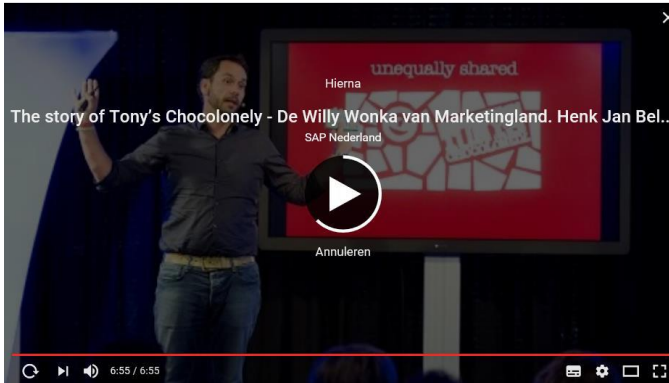 unequally shared
Hierna
The story of Tony's Chocolonely - De Willy Wonka van Marketingland. Henk Jan Bel...
SAP Nederland
Annuleren
6:55 / 6:55